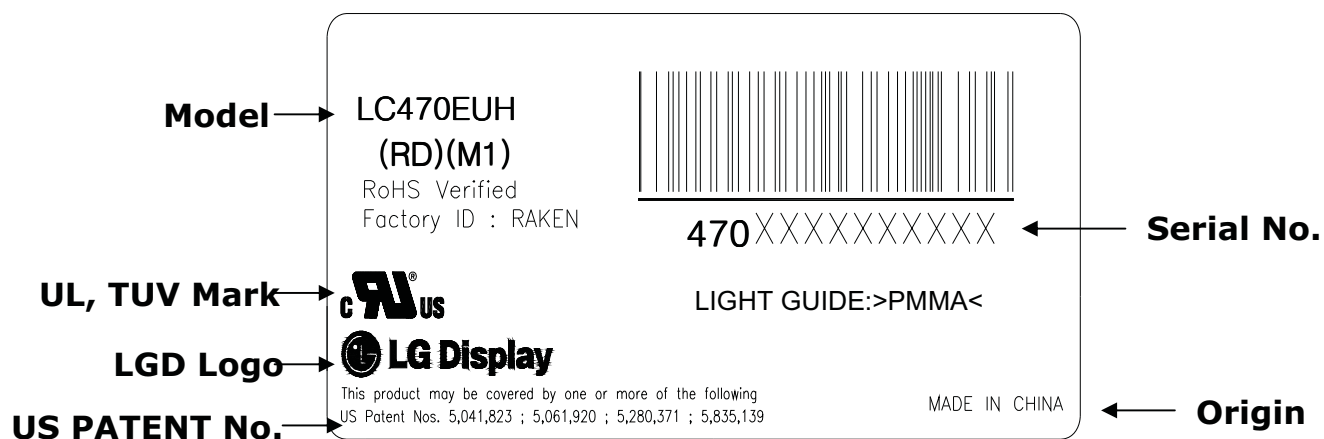 Model
LC470EUH
(RD)(M1)
RoHS Verified
Factory ID : RAKEN
470XXXXXXXXXX
Serial No.
UL, TUV Mark
c RU ® US
LIGHT GUIDE:>PMMA<
LGD Logo
LG Display
This product may be covered by one or more of the following
US Patent Nos. 5,041,823 ; 5,061,920 ; 5,280,371 ; 5,835,139
US PATENT No.
MADE IN CHINA
Origin